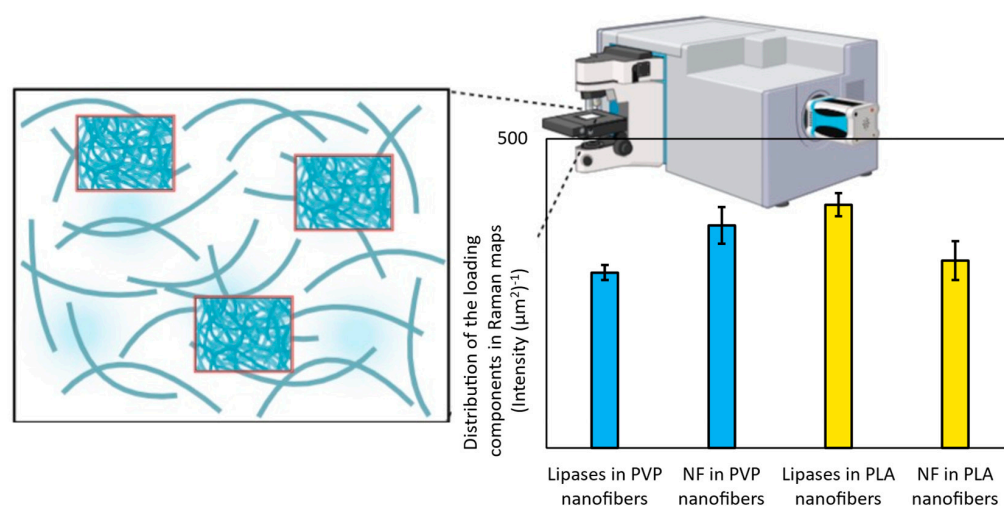 500
Distribution of the loading
components in Raman maps
(Intensity (µm²)-¹)
Lipases in PVP
nanofibers
NF in PVP
nanofibers
Lipases in PLA
nanofibers
NF in PLA
nanofibers